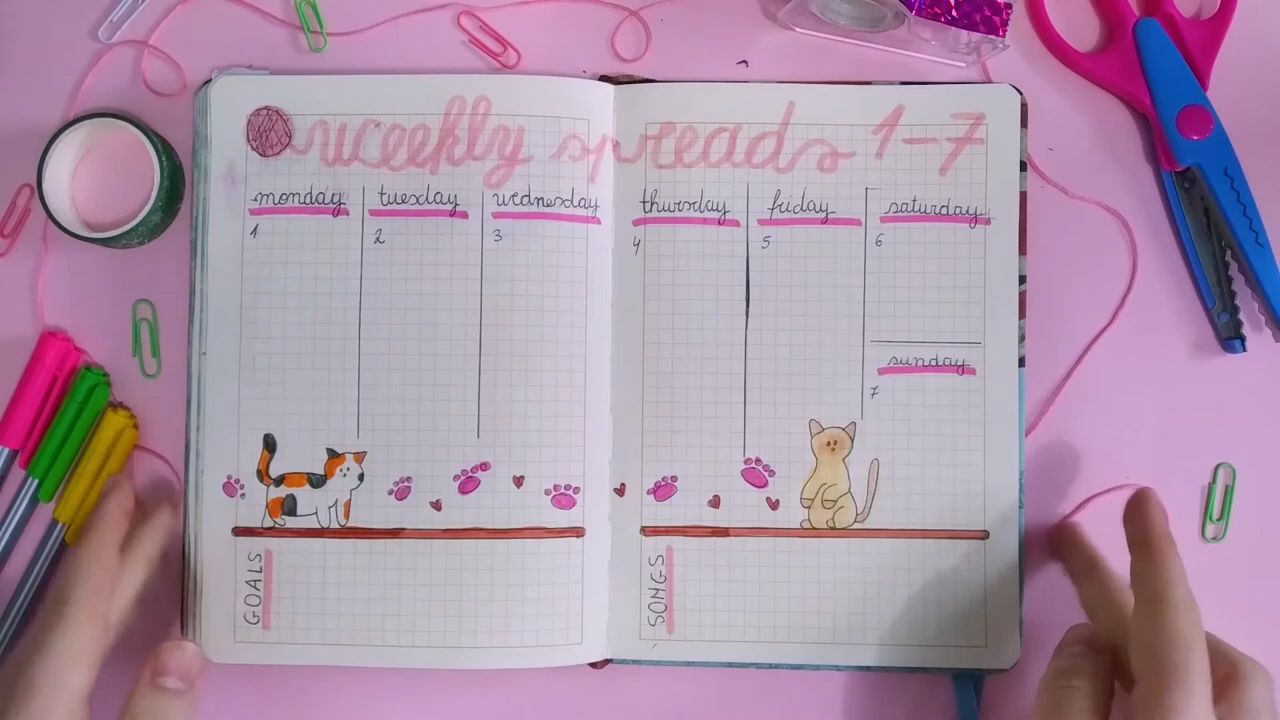 weekly spreads 1-7
monday tuesday wednesday thursday friday saturday
1 2 3 4 5 6
sunday
7
GOALS SONGS